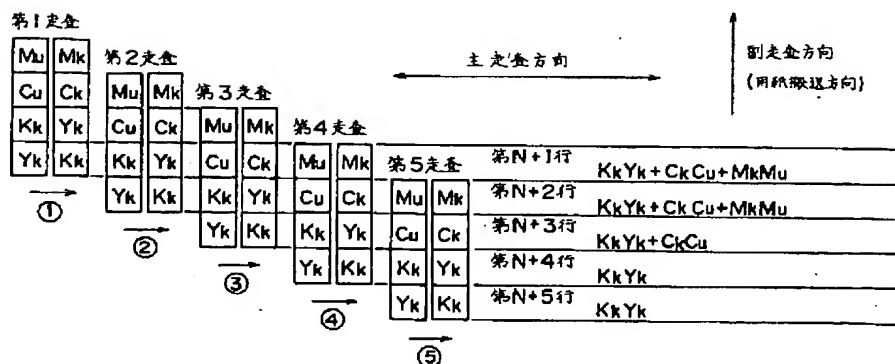 第1走査
Mu Mk
Cu Ck
Kk Yk
Yk Kk
①
第2走査
Mu Mk
Cu Ck
Kk Yk
Yk Kk
②
第3走査
Mu Mk
Cu Ck
Kk Yk
Yk Kk
③
第4走査
Mu Mk
Cu Ck
Kk Yk
Yk Kk
④
第5走査
Mu Mk
Cu Ck
Kk Yk
Yk Kk
⑤
主走査方向
副走査方向
(用紙搬送方向)
第N+1行 KkYk+CkCu+MkMu
第N+2行 KkYk+CkCu+MkMu
第N+3行 KkYk+CkCu
第N+4行 KkYk
第N+5行 KkYk